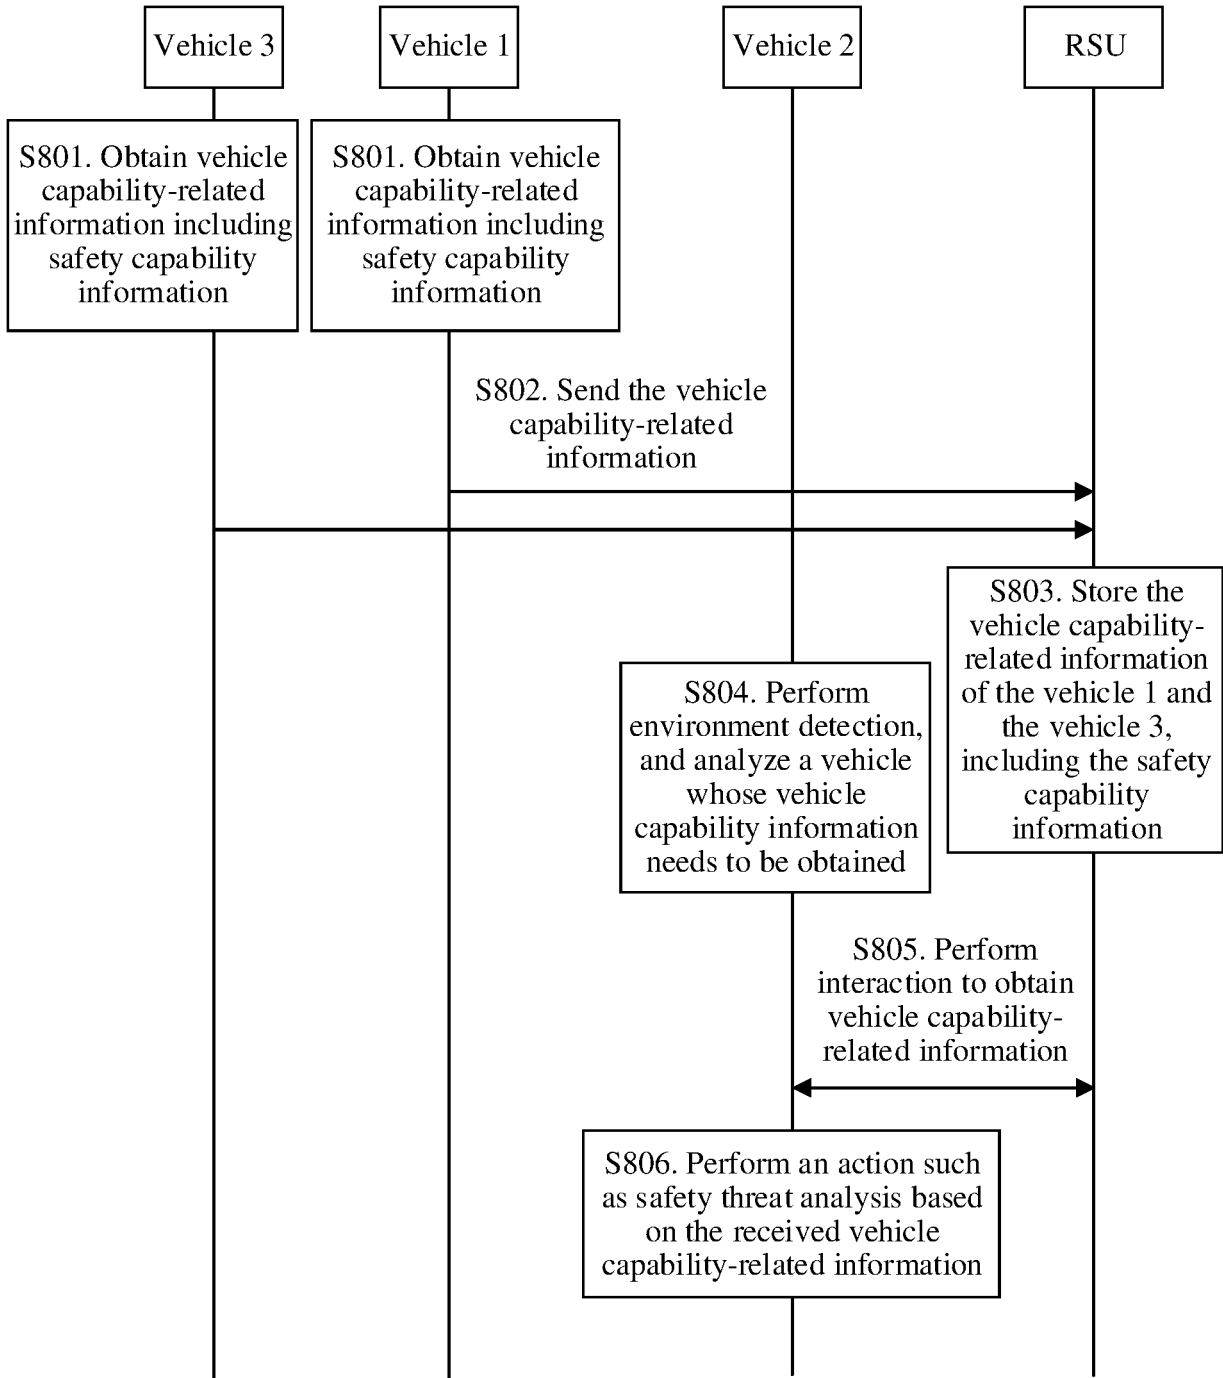 Vehicle 3
Vehicle 1
Vehicle 2
RSU
S801. Obtain vehicle
capability-related
information including
safety capability
information
S801. Obtain vehicle
capability-related
information including
safety capability
information
S802. Send the vehicle
capability-related
information
S803. Store the
vehicle capability-
related information
of the vehicle 1 and
the vehicle 3,
including the safety
capability
information
S804. Perform
environment detection,
and analyze a vehicle
whose vehicle
capability information
needs to be obtained
S805. Perform
interaction to obtain
vehicle capability-
related information
S806. Perform an action such
as safety threat analysis based
on the received vehicle
capability-related information